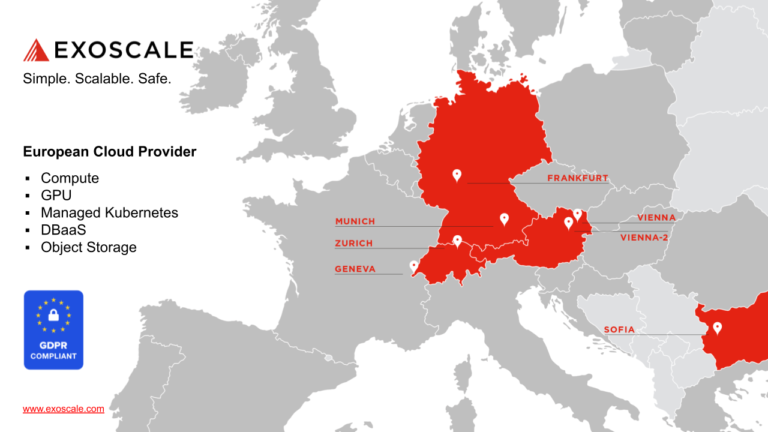 EXOSCALE
Simple. Scalable. Safe.
European Cloud Provider
▪ Compute
▪ GPU
▪ Managed Kubernetes
▪ DBaaS
▪ Object Storage
GDPR
COMPLIANT
www.exoscale.com
FRANKFURT
MUNICH
ZURICH
GENEVA
VIENNA
VIENNA-2
SOFIA